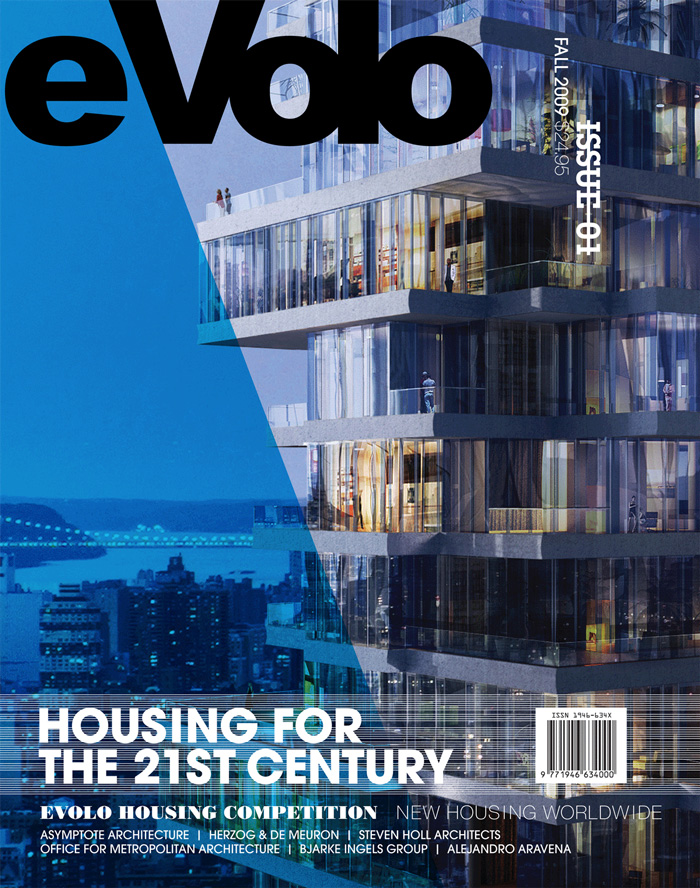 eVolo
FALL 2009 $24.95
ISSUE 01
HOUSING FOR
THE 21ST CENTURY
ISSN 1946-634X
9 771946 634000
EVOLO HOUSING COMPETITION NEW HOUSING WORLDWIDE
ASYMPTOTE ARCHITECTURE | HERZOG & DE MEURON | STEVEN HOLL ARCHITECTS
OFFICE FOR METROPOLITAN ARCHITECTURE | BJARKE INGELS GROUP | ALEJANDRO ARAVENA